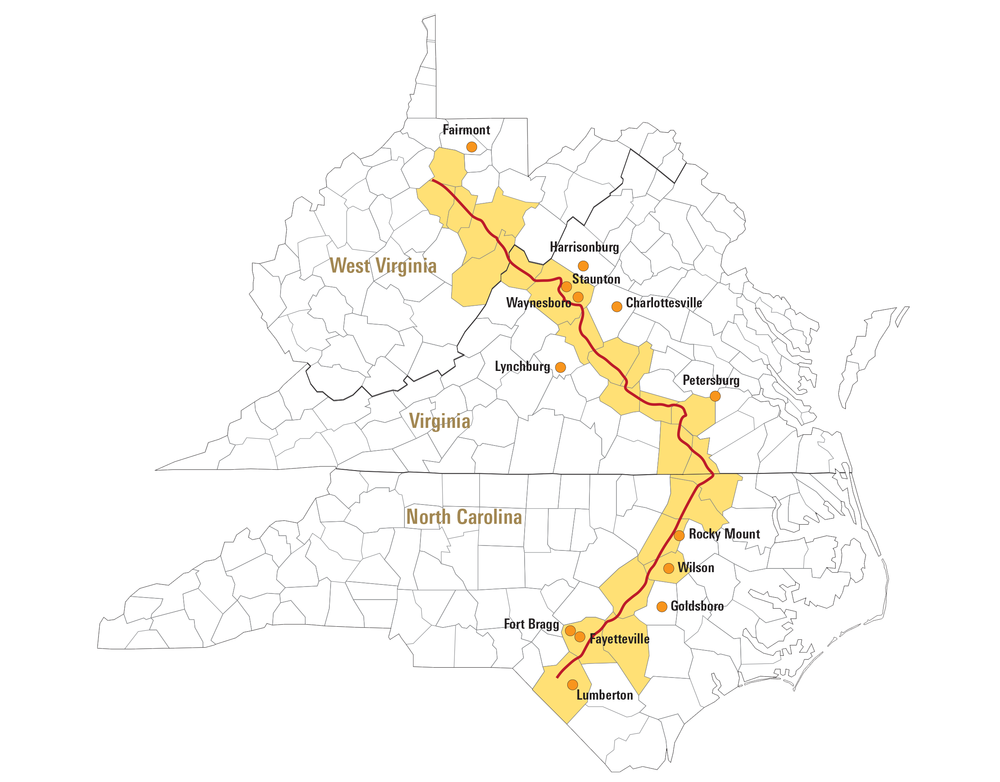 Fairmont
Harrisonburg
West Virginia
Staunton
Waynesboro
Charlottesville
Lynchburg
Petersburg
Virginia
North Carolina
Rocky Mount
Wilson
Goldsboro
Fort Bragg
Fayetteville
Lumberton